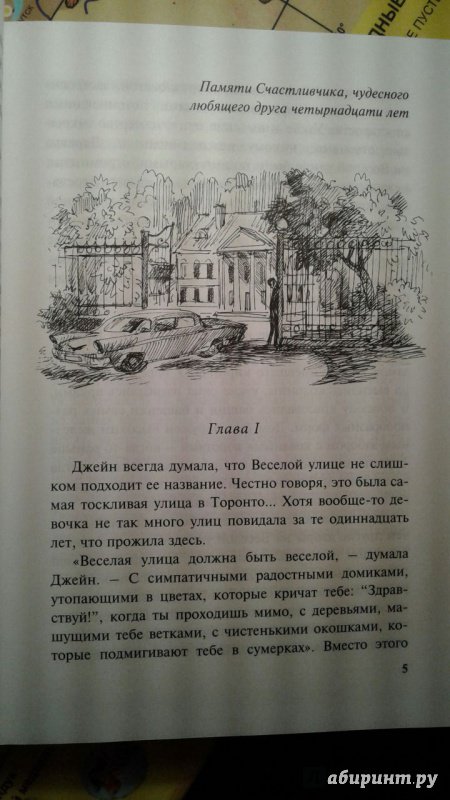 Памяти Счастливчика, чудесного
любящего друга четырнадцати лет
Глава I
Джейн всегда думала, что Веселой улице не слиш-
ком подходит ее название. Честно говоря, это была са-
мая тоскливая улица в Торонто... Хотя вообще-то де-
вочка не так много улиц повидала за те одиннадцать
лет, что прожила здесь.
«Веселая улица должна быть веселой, – думала
Джейн. – С симпатичными радостными домиками,
утопающими в цветах, которые кричат тебе: “Здрав-
ствуй!”, когда ты проходишь мимо, с деревьями, ма-
шущими тебе ветками, с чистенькими окошками, ко-
торые подмигивают тебе в сумерках». Вместо этого
5
абиринт.ру